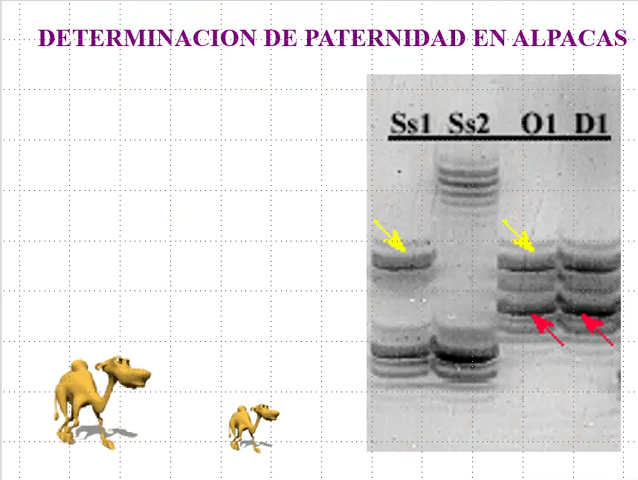 DETERMINACION DE PATERNIDAD EN ALPACAS
Ss1 Ss2 O1 D1